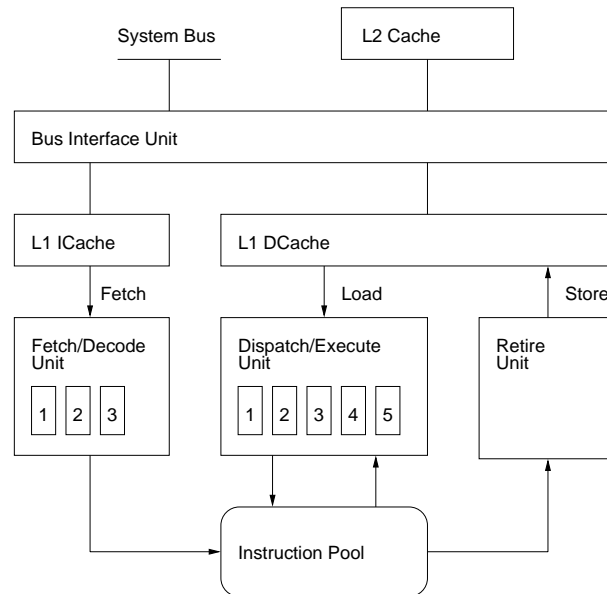 System Bus
L2 Cache
Bus Interface Unit
L1 ICache
L1 DCache
Fetch
Load
Store
Fetch/Decode
Unit
1 2 3
Dispatch/Execute
Unit
1 2 3 4 5
Retire
Unit
Instruction Pool